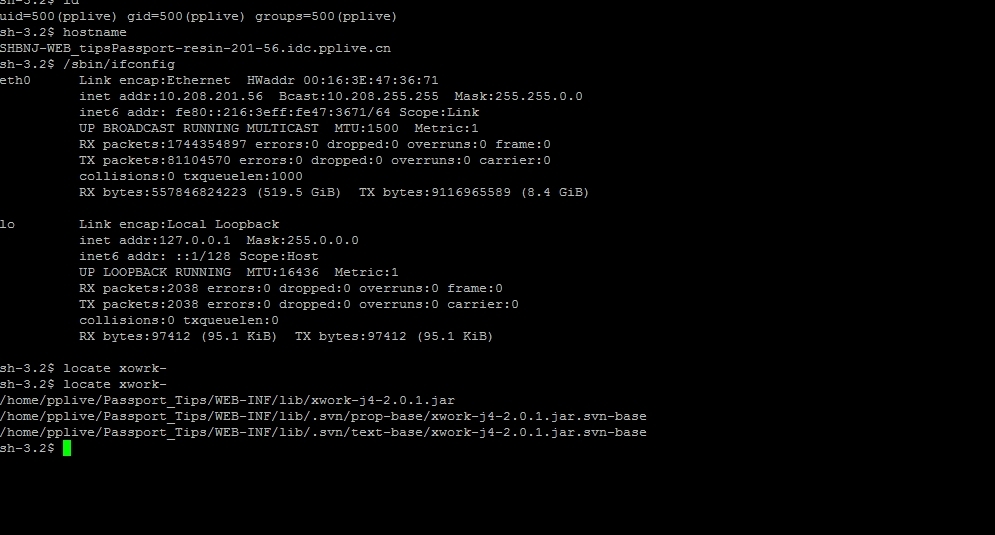 id
uid=500(pplive) gid=500(pplive) groups=500(pplive)
sh-3.2$ hostname
SHBNJ-WEB_tipsPassport-resin-201-56.idc.pplive.cn
sh-3.2$ /sbin/ifconfig
eth0      Link encap:Ethernet  HWaddr 00:16:3E:47:36:71
          inet addr:10.208.201.56  Bcast:10.208.255.255  Mask:255.255.0.0
          inet6 addr: fe80::216:3eff:fe47:3671/64 Scope:Link
          UP BROADCAST RUNNING MULTICAST  MTU:1500  Metric:1
          RX packets:1744354897 errors:0 dropped:0 overruns:0 frame:0
          TX packets:81104570 errors:0 dropped:0 overruns:0 carrier:0
          collisions:0 txqueuelen:1000
          RX bytes:557846824223 (519.5 GiB)  TX bytes:9116965589 (8.4 GiB)
lo        Link encap:Local Loopback
          inet addr:127.0.0.1  Mask:255.0.0.0
          inet6 addr: ::1/128 Scope:Host
          UP LOOPBACK RUNNING  MTU:16436  Metric:1
          RX packets:2038 errors:0 dropped:0 overruns:0 frame:0
          TX packets:2038 errors:0 dropped:0 overruns:0 carrier:0
          collisions:0 txqueuelen:0
          RX bytes:97412 (95.1 KiB)  TX bytes:97412 (95.1 KiB)
sh-3.2$ locate xowrk-
sh-3.2$ locate xwork-
/home/pplive/Passport_Tips/WEB-INF/lib/xwork-j4-2.0.1.jar
/home/pplive/Passport_Tips/WEB-INF/lib/.svn/prop-base/xwork-j4-2.0.1.jar.svn-base
/home/pplive/Passport_Tips/WEB-INF/lib/.svn/text-base/xwork-j4-2.0.1.jar.svn-base
sh-3.2$